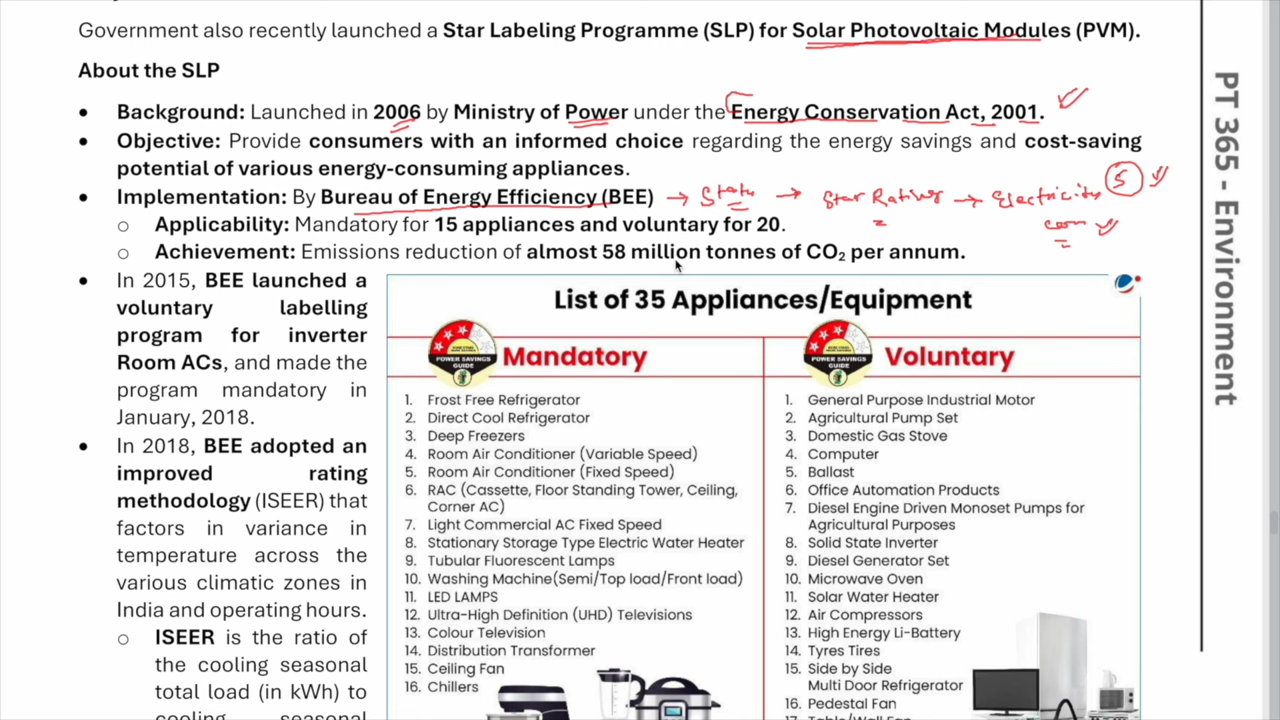 Government also recently launched a Star Labeling Programme (SLP) for Solar Photovoltaic Modules (PVM).
About the SLP
• Background: Launched in 2006 by Ministry of Power under the Energy Conservation Act, 2001.
• Objective: Provide consumers with an informed choice regarding the energy savings and cost-saving
potential of various energy-consuming appliances.
• Implementation: By Bureau of Energy Efficiency (BEE) → State → Star Ratings → Electricity 5
com
o Applicability: Mandatory for 15 appliances and voluntary for 20.
o Achievement: Emissions reduction of almost 58 million tonnes of CO₂ per annum.
• In 2015, BEE launched a
voluntary labelling
program for inverter
Room ACs, and made the
program mandatory in
January, 2018.
• In 2018, BEE adopted an
improved rating
methodology (ISEER) that
factors in variance in
temperature across the
various climatic zones in
India and operating hours.
o ISEER is the ratio of
the cooling seasonal
total load (in kWh) to
cooling seasonal
List of 35 Appliances/Equipment
POWER SAVINGS
GUIDE
Mandatory
1. Frost Free Refrigerator
2. Direct Cool Refrigerator
3. Deep Freezers
4. Room Air Conditioner (Variable Speed)
5. Room Air Conditioner (Fixed Speed)
6. RAC (Cassette, Floor Standing Tower, Ceiling,
Corner AC)
7. Light Commercial AC Fixed Speed
8. Stationary Storage Type Electric Water Heater
9. Tubular Fluorescent Lamps
10. Washing Machine(Semi/Top load/Front load)
11. LED LAMPS
12. Ultra-High Definition (UHD) Televisions
13. Colour Television
14. Distribution Transformer
15. Ceiling Fan
16. Chillers
POWER SAVINGS
GUIDE
Voluntary
1. General Purpose Industrial Motor
2. Agricultural Pump Set
3. Domestic Gas Stove
4. Computer
5. Ballast
6. Office Automation Products
7. Diesel Engine Driven Monoset Pumps for
Agricultural Purposes
8. Solid State Inverter
9. Diesel Generator Set
10. Microwave Oven
11. Solar Water Heater
12. Air Compressors
13. High Energy Li-Battery
14. Tyres Tires
15. Side by Side
Multi Door Refrigerator
16. Pedestal Fan
17. Table/Wall Fan
PT 365 - Environment